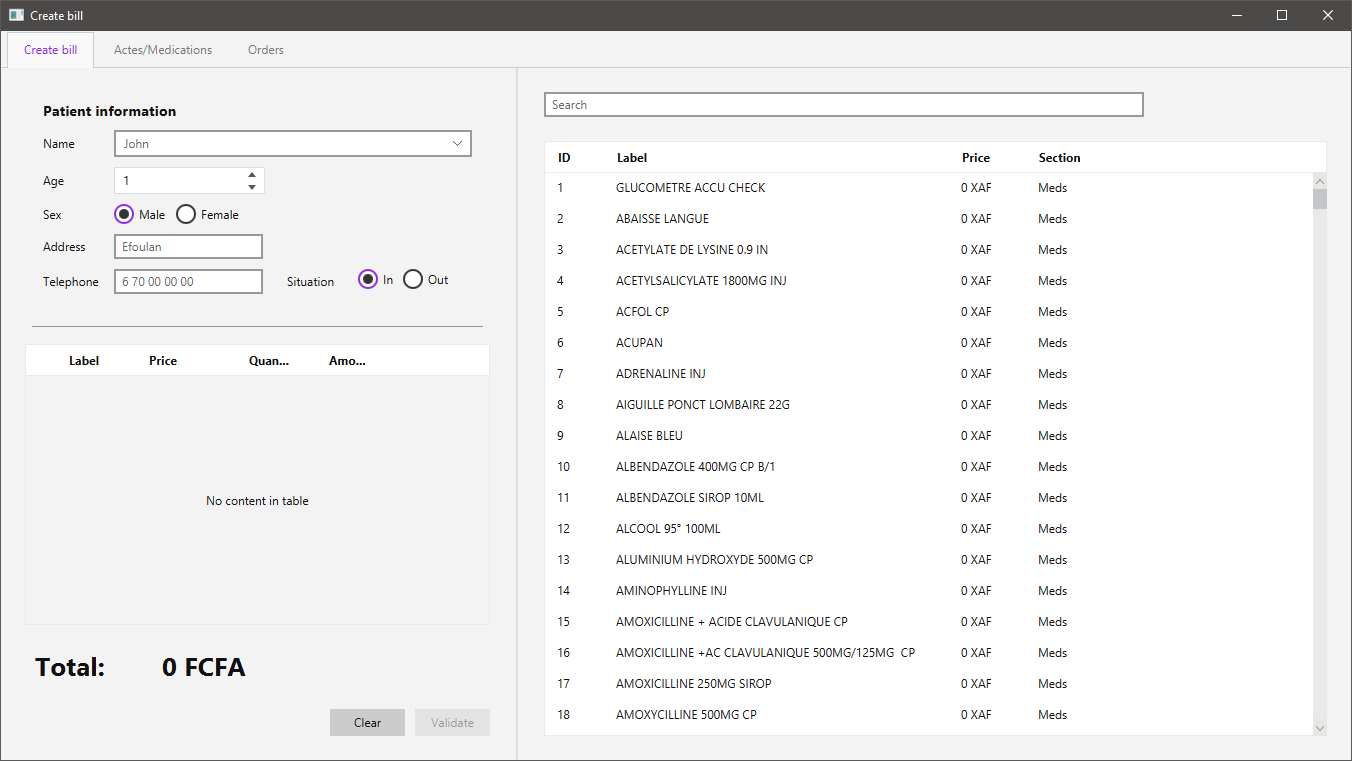 Create bill
Create bill Actes/Medications Orders
Patient information
Name John
Age 1
Sex Male Female
Address Efoulan
Telephone 6 70 00 00 00 Situation In Out
Label Price Quan... Amo...
No content in table
Total: 0 FCFA
Clear Validate
Search
ID Label Price Section
1 GLUCOMETRE ACCU CHECK 0 XAF Meds
2 ABAISSE LANGUE 0 XAF Meds
3 ACETYLATE DE LYSINE 0.9 IN 0 XAF Meds
4 ACETYLSALICYLATE 1800MG INJ 0 XAF Meds
5 ACFOL CP 0 XAF Meds
6 ACUPAN 0 XAF Meds
7 ADRENALINE INJ 0 XAF Meds
8 AIGUILLE PONCT LOMBAIRE 22G 0 XAF Meds
9 ALAISE BLEU 0 XAF Meds
10 ALBENDAZOLE 400MG CP B/1 0 XAF Meds
11 ALBENDAZOLE SIROP 10ML 0 XAF Meds
12 ALCOOL 95° 100ML 0 XAF Meds
13 ALUMINIUM HYDROXYDE 500MG CP 0 XAF Meds
14 AMINOPHYLLINE INJ 0 XAF Meds
15 AMOXICILLINE + ACIDE CLAVULANIQUE CP 0 XAF Meds
16 AMOXICILLINE +AC CLAVULANIQUE 500MG/125MG  CP 0 XAF Meds
17 AMOXICILLINE 250MG SIROP 0 XAF Meds
18 AMOXYCILLINE 500MG CP 0 XAF Meds